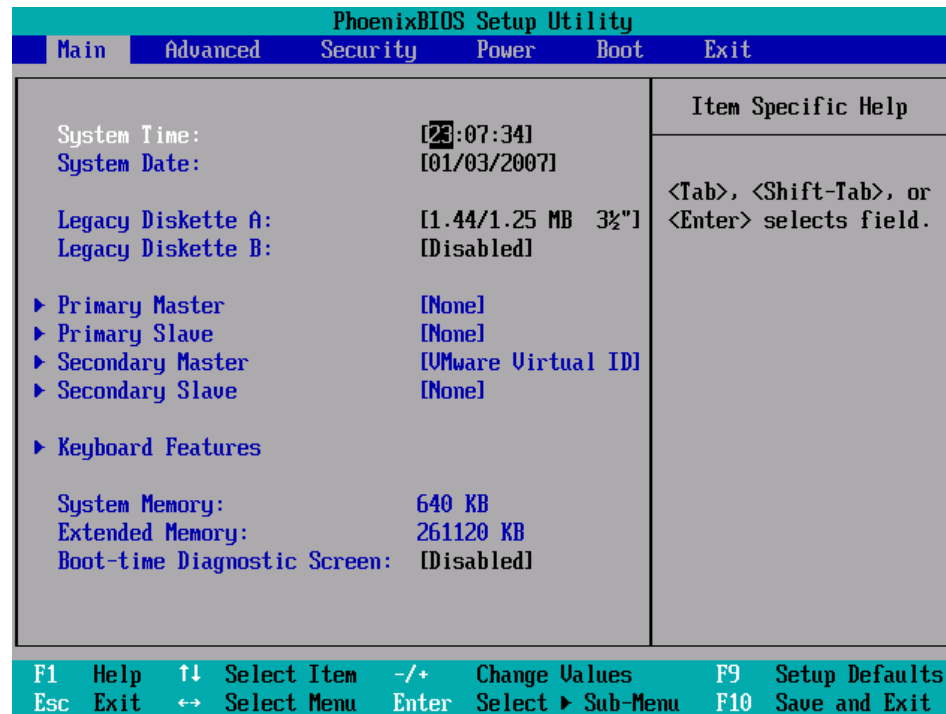 PhoenixBIOS Setup Utility
Main Advanced Security Power Boot Exit
Item Specific Help
System Time: [23:07:34]
System Date: [01/03/2007]
<Tab>, <Shift-Tab>, or
<Enter> selects field.
Legacy Diskette A: [1.44/1.25 MB 3½"]
Legacy Diskette B: [Disabled]
▶ Primary Master [None]
▶ Primary Slave [None]
▶ Secondary Master [VMware Virtual ID]
▶ Secondary Slave [None]
▶ Keyboard Features
System Memory: 640 KB
Extended Memory: 261120 KB
Boot-time Diagnostic Screen: [Disabled]
F1 Help ↑↓ Select Item -/+ Change Values F9 Setup Defaults
Esc Exit ↔ Select Menu Enter Select ▶ Sub-Menu F10 Save and Exit